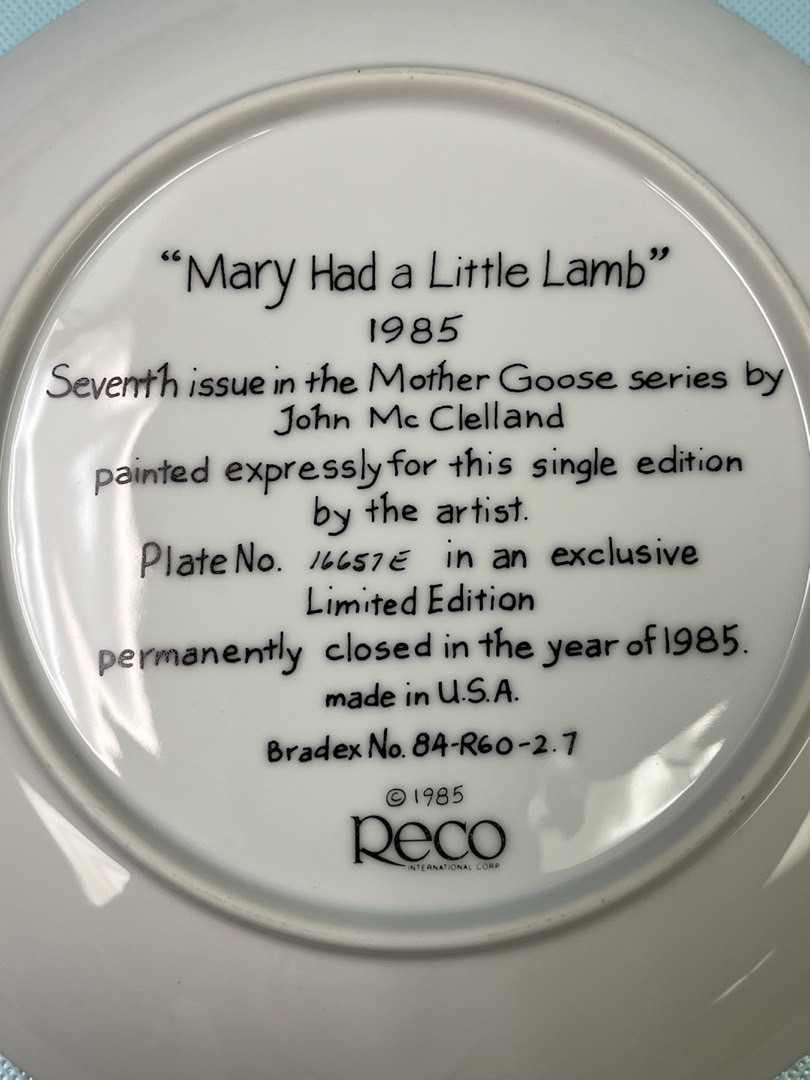 “Mary Had a Little Lamb”
1985
Seventh issue in the Mother Goose series by
John Mc Clelland
painted expressly for this single edition
by the artist.
Plate No. 16657E in an exclusive
Limited Edition
permanently closed in the year of 1985.
made in U.S.A.
Bradex No. 84-R60-2.7
© 1985
Reco
INTERNATIONAL CORP